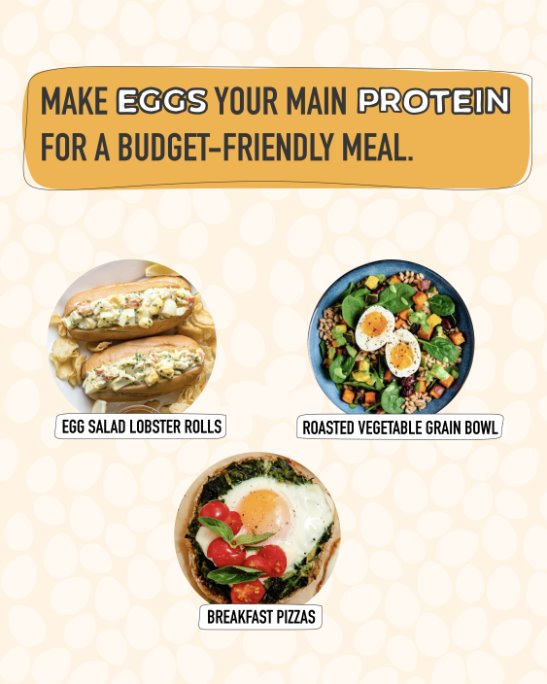 MAKE EGGS YOUR MAIN PROTEIN
FOR A BUDGET-FRIENDLY MEAL.
EGG SALAD LOBSTER ROLLS
ROASTED VEGETABLE GRAIN BOWL
BREAKFAST PIZZAS